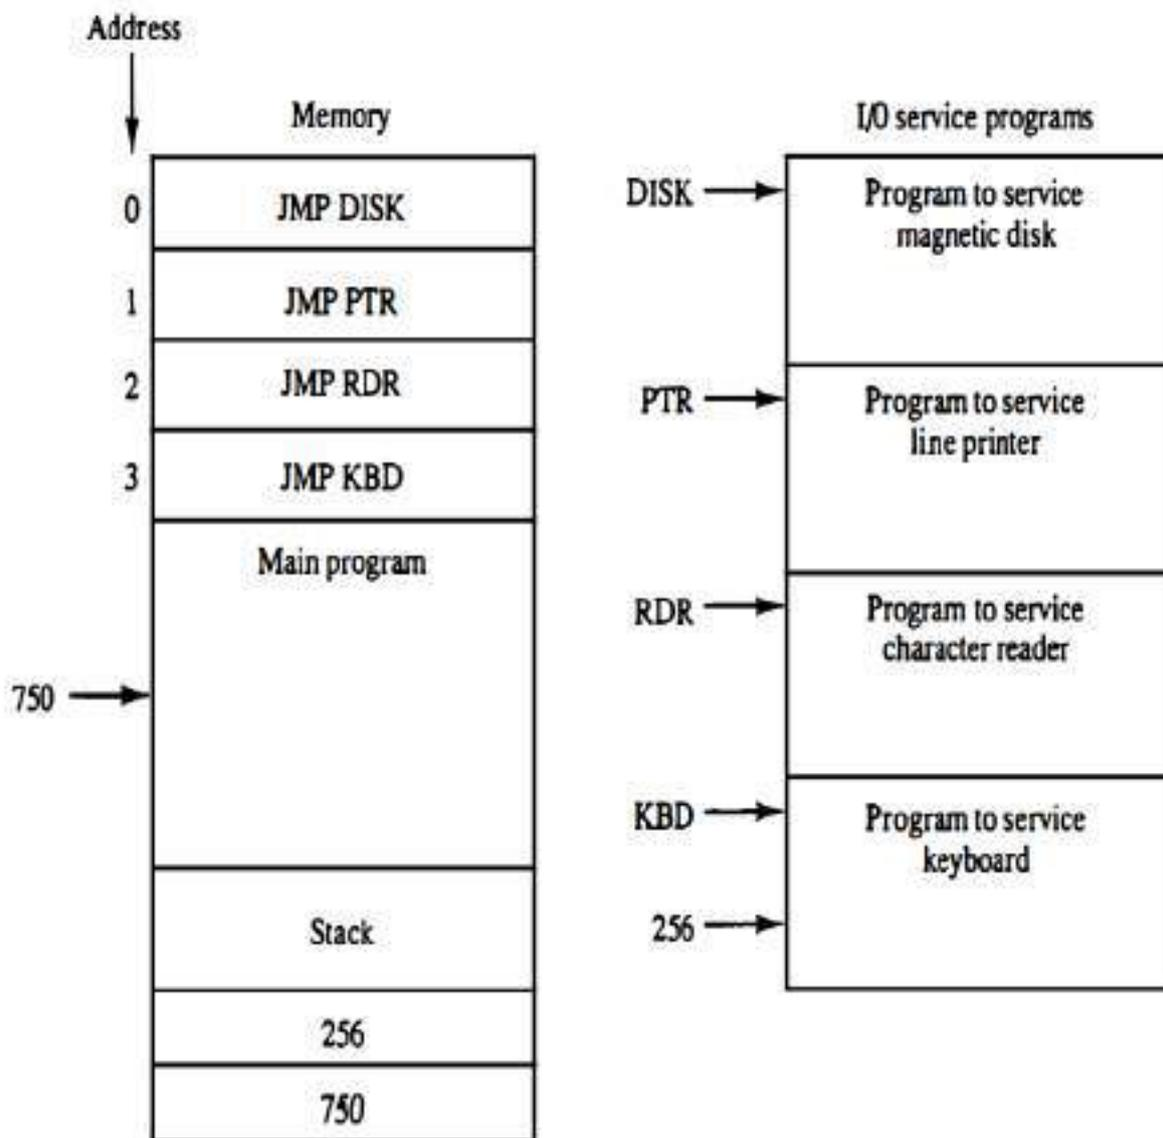 Address
Memory
0
JMP DISK
1
JMP PTR
2
JMP RDR
3
JMP KBD
Main program
750
Stack
256
750
I/0 service programs
DISK
Program to service
magnetic disk
PTR
Program to service
line printer
RDR
Program to service
character reader
KBD
Program to service
keyboard
256